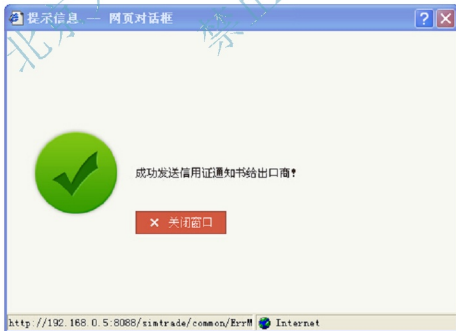 提示信息 -- 网页对话框
成功发送信用证通知书给出口商!
× 关闭窗口
http://192.168.0.5:8088/simtrade/common/ErrM Internet